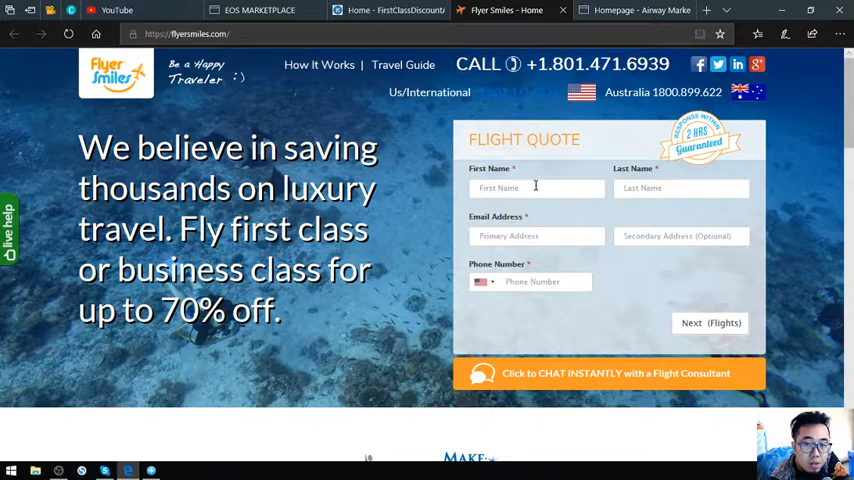 YouTube
EOS MARKETPLACE
Home - FirstClassDiscount
Flyer Smiles - Home
Homepage - Airway Marke
https://flyersmiles.com/
Flyer
Smiles
Be a Happy
Traveler :)
How It Works | Travel Guide
CALL +1.801.471.6939
Us/International
Australia 1800.899.622
We believe in saving
thousands on luxury
travel. Fly first class
or business class for
up to 70% off.
FLIGHT QUOTE
RESPONSE WITHIN
2 HRS
Guaranteed
First Name *
Last Name *
First Name
Last Name
Email Address *
Primary Address
Secondary Address (Optional)
Phone Number *
Phone Number
Next (Flights)
Click to CHAT INSTANTLY with a Flight Consultant
live help
MAKE